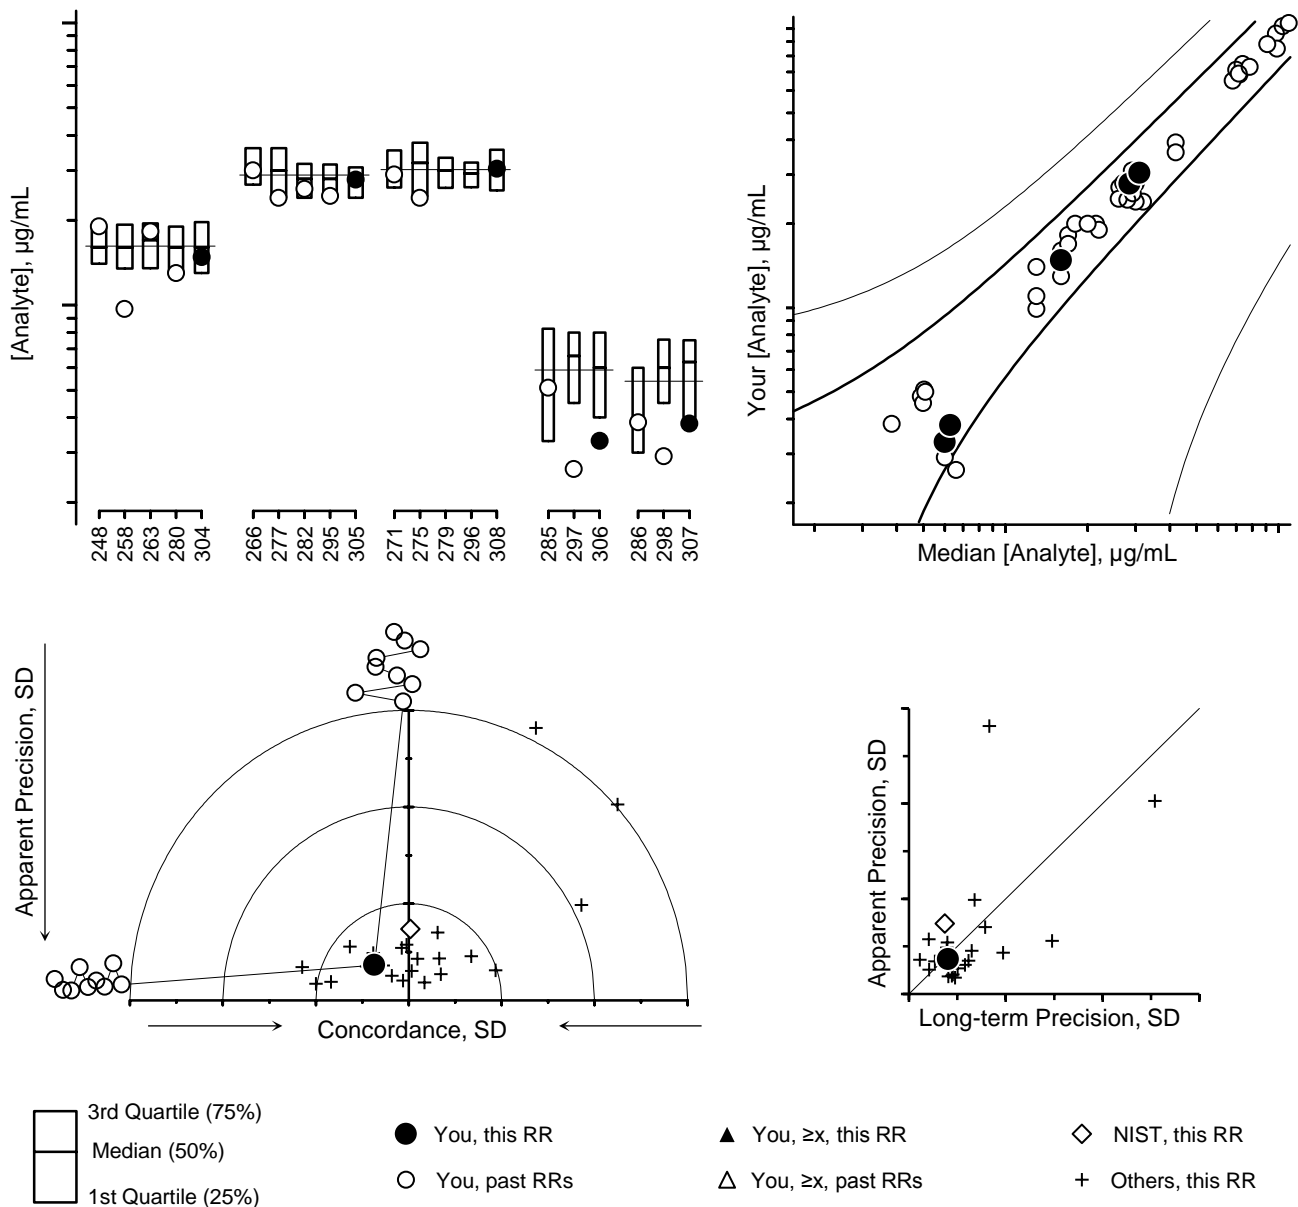 [Analyte], µg/mL
248
258
263
280
304
266
277
282
295
305
271
275
279
296
308
285
297
306
286
298
307
Your [Analyte], µg/mL
Median [Analyte], µg/mL
Apparent Precision, SD
Concordance, SD
Apparent Precision, SD
Long-term Precision, SD
3rd Quartile (75%)
Median (50%)
1st Quartile (25%)
You, this RR
You, past RRs
You, ≥x, this RR
You, ≥x, past RRs
NIST, this RR
Others, this RR